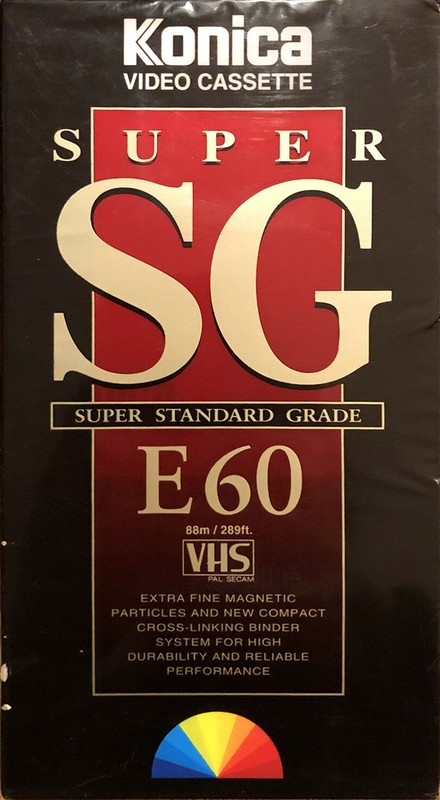 Konica
VIDEO CASSETTE
SUPER
SG
SUPER STANDARD GRADE
E60
88m / 289ft.
VHS
PAL SECAM
EXTRA FINE MAGNETIC
PARTICLES AND NEW COMPACT
CROSS-LINKING BINDER
SYSTEM FOR HIGH
DURABILITY AND RELIABLE
PERFORMANCE